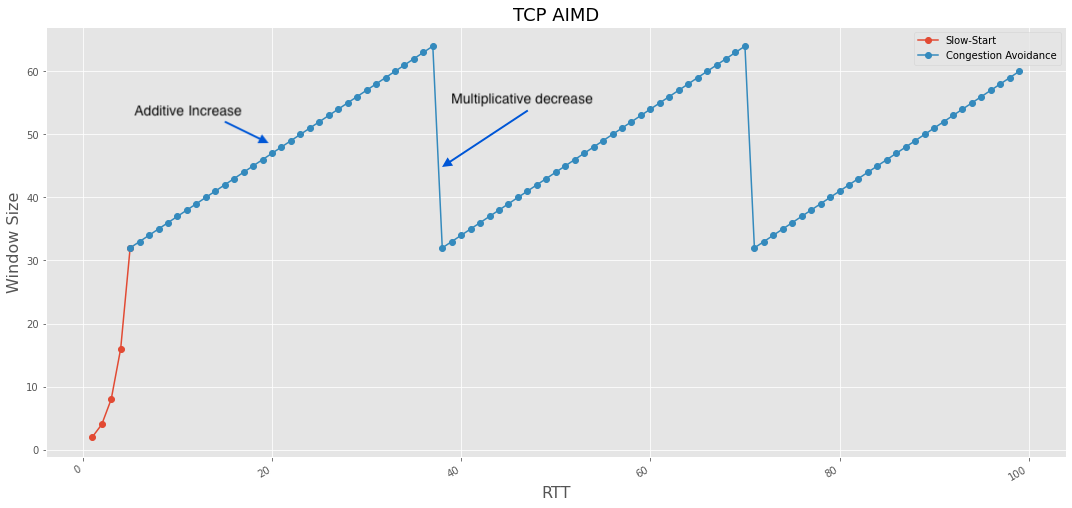 TCP AIMD
Slow-Start
Congestion Avoidance
Additive Increase
Multiplicative decrease
Window Size
60
50
40
30
20
10
0
0
20
40
60
80
100
RTT